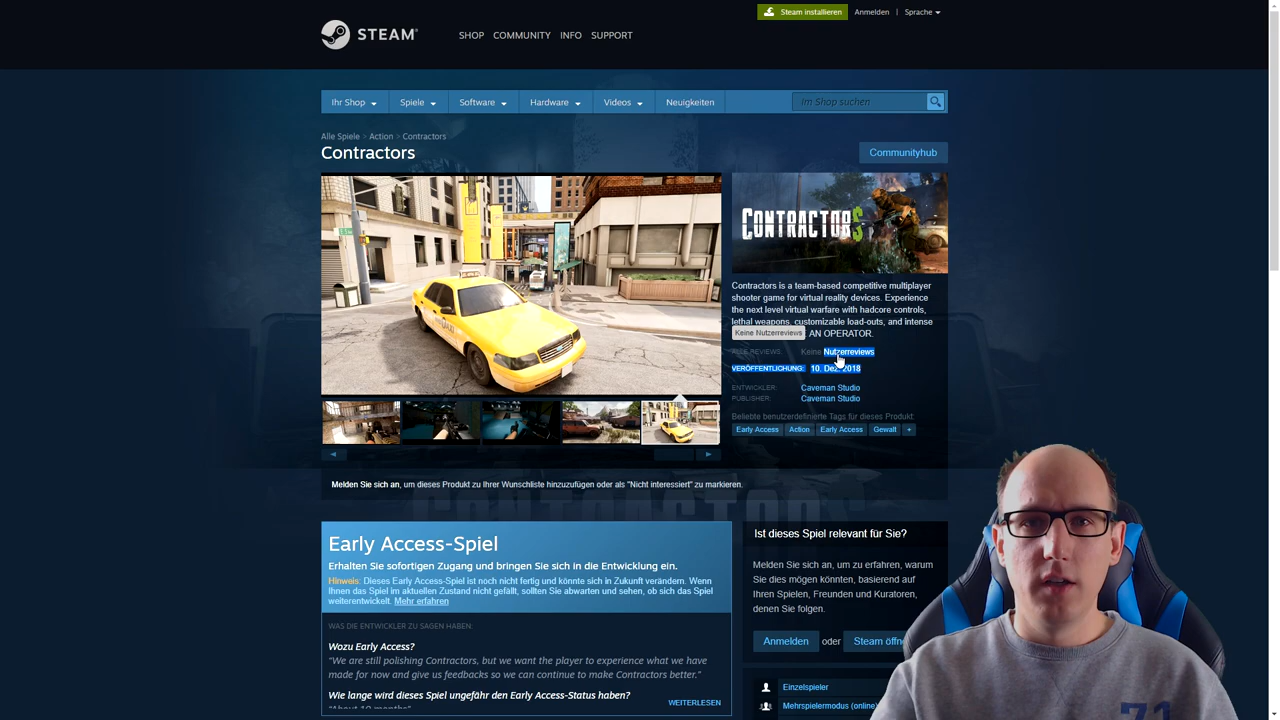 Steam installieren
Anmelden | Sprache
STEAM®
SHOP COMMUNITY INFO SUPPORT
Ihr Shop Spiele Software Hardware Videos Neuigkeiten Im Shop suchen
Alle Spiele > Action > Contractors
Contractors
Communityhub
CONTRACTOR$
Contractors is a team-based competitive multiplayer
shooter game for virtual reality devices. Experience
the next level virtual warfare with hadcore controls,
lethal weapons, customizable load-outs, and intense
Keine Nutzerreviews AN OPERATOR.
ALLE REVIEWS: Keine Nutzerreviews
VERÖFFENTLICHUNG: 10. Dez. 2018
ENTWICKLER: Caveman Studio
PUBLISHER: Caveman Studio
Beliebte benutzerdefinierte Tags für dieses Produkt:
Early Access Action Early Access Gewalt +
Melden Sie sich an, um dieses Produkt zu Ihrer Wunschliste hinzuzufügen oder als "Nicht interessiert" zu markieren.
Early Access-Spiel
Erhalten Sie sofortigen Zugang und bringen Sie sich in die Entwicklung ein.
Hinweis: Dieses Early Access-Spiel ist noch nicht fertig und könnte sich in Zukunft verändern. Wenn
Ihnen das Spiel im aktuellen Zustand nicht gefällt, sollten Sie abwarten und sehen, ob sich das Spiel
weiterentwickelt. Mehr erfahren
WAS DIE ENTWICKLER ZU SAGEN HABEN:
Wozu Early Access?
"We are still polishing Contractors, but we want the player to experience what we have
made for now and give us feedbacks so we can continue to make Contractors better."
Wie lange wird dieses Spiel ungefähr den Early Access-Status haben?
"About 10 months"
WEITERLESEN
Ist dieses Spiel relevant für Sie?
Melden Sie sich an, um zu erfahren, warum
Sie dies mögen könnten, basierend auf
Ihren Spielen, Freunden und Kuratoren,
denen Sie folgen.
Anmelden oder Steam öffn
Einzelspieler
Mehrspielermodus (online)
71